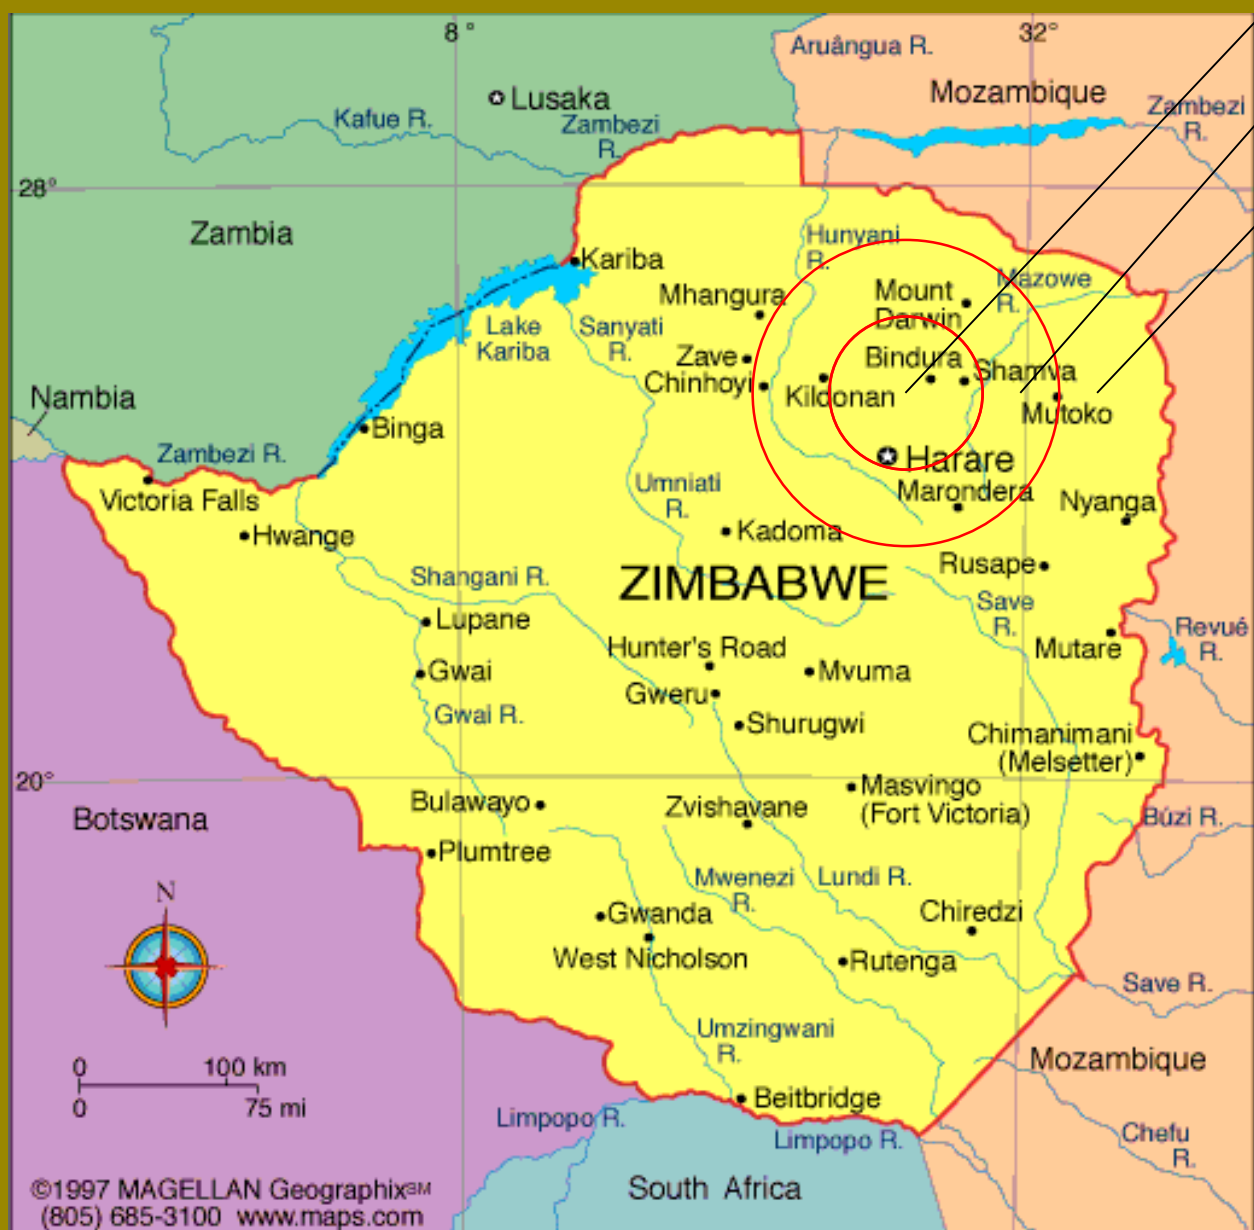 8°
32°
Aruângua R.
Mozambique
Lusaka
Kafue R.
Zambezi
R.
Zambezi
R.
28°
Zambia
Hunyani
R.
Kariba
Mazowe
R.
Mhangura
Mount
Darwin
Lake
Kariba
Sanyati
R.
Zave
Bindura
Chinhoyi
Kildonan
Shamva
Mutoko
Nambia
Binga
Zambezi R.
Harare
Victoria Falls
Umniati
R.
Marondera
Nyanga
Hwange
Kadoma
Rusape
Shangani R.
ZIMBABWE
Save
R.
Lupane
Revué
R.
Hunter's Road
Mutare
Gwai
Mvuma
Gweru
Gwai R.
Shurugwi
Chimanimani
(Melsetter)
20°
Botswana
Bulawayo
Zvishavane
Masvingo
(Fort Victoria)
Búzi R.
Plumtree
Mwenezi
R.
Lundi R.
N
Gwanda
Chiredzi
West Nicholson
Rutenga
Save R.
Umzingwani
R.
Mozambique
0 100 km
0 75 mi
Beitbridge
Limpopo R.
Limpopo R.
Chefu
R.
South Africa
©1997 MAGELLAN Geographix℠
(805) 685-3100 www.maps.com